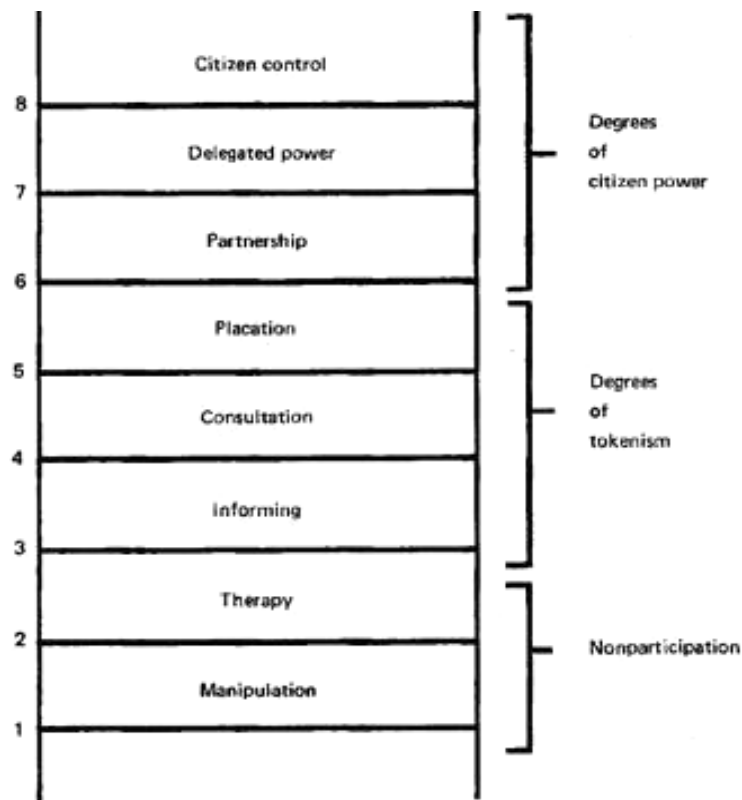 Citizen control
8
Delegated power
7
Partnership
6
Placation
5
Consultation
4
Informing
3
Therapy
2
Manipulation
1
Degrees
of
citizen power
Degrees
of
tokenism
Nonparticipation